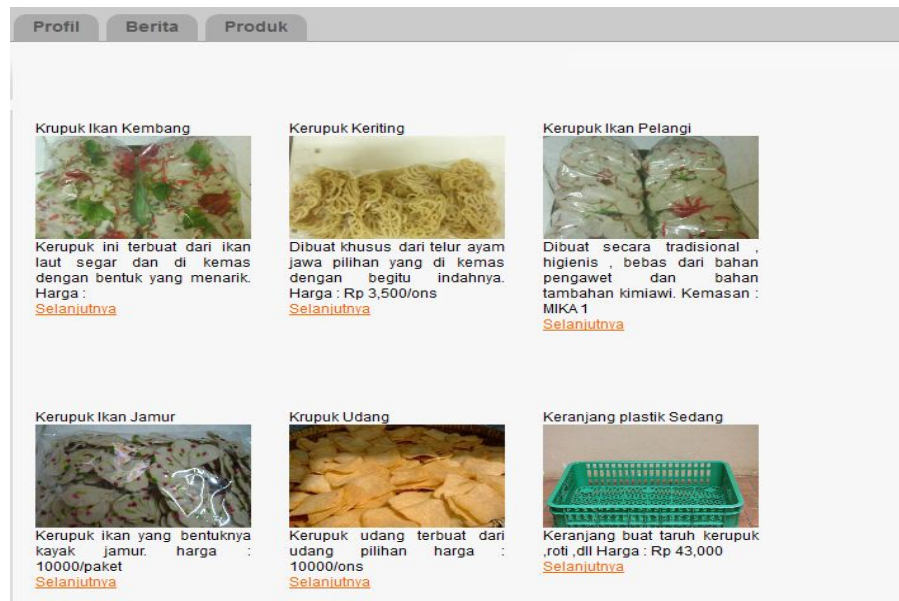 Profil Berita Produk
Krupuk Ikan Kembang
Kerupuk ini terbuat dari ikan
laut segar dan di kemas
dengan bentuk yang menarik.
Harga :
Selanjutnya
Kerupuk Keriting
Dibuat khusus dari telur ayam
jawa pilihan yang di kemas
dengan begitu indahnya.
Harga : Rp 3,500/ons
Selanjutnya
Kerupuk Ikan Pelangi
Dibuat secara tradisional ,
higienis , bebas dari bahan
pengawet dan bahan
tambahan kimiawi. Kemasan :
MIKA 1
Selanjutnya
Kerupuk Ikan Jamur
Kerupuk ikan yang bentuknya
kayak jamur. harga :
10000/paket
Selanjutnya
Krupuk Udang
Kerupuk udang terbuat dari
udang pilihan harga :
10000/ons
Selanjutnya
Keranjang plastik Sedang
Keranjang buat taruh kerupuk
,roti ,dll Harga : Rp 43,000
Selanjutnya